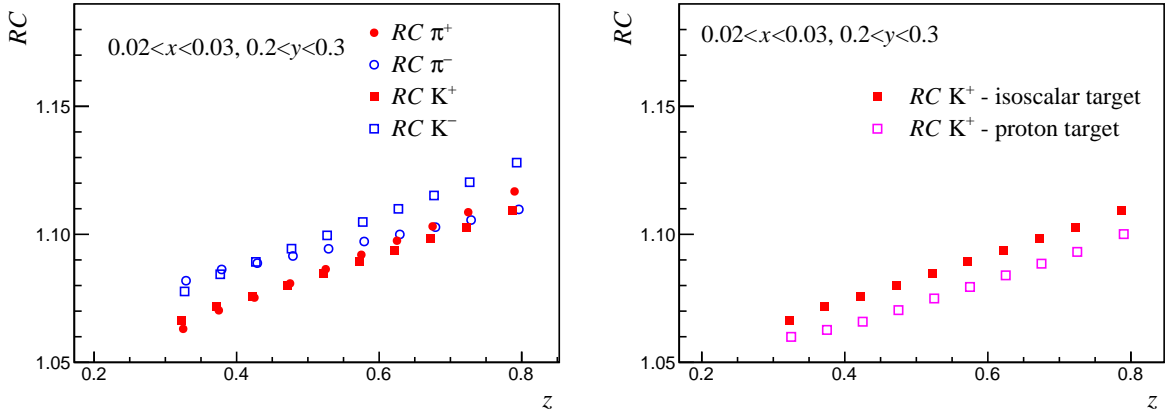 RC
0.02<x<0.03, 0.2<y<0.3
RC π⁺
RC π⁻
RC K⁺
RC K⁻
1.15
1.10
1.05
0.2 0.4 0.6 0.8
z
RC
0.02<x<0.03, 0.2<y<0.3
RC K⁺ - isoscalar target
RC K⁺ - proton target
1.15
1.10
1.05
0.2 0.4 0.6 0.8
z